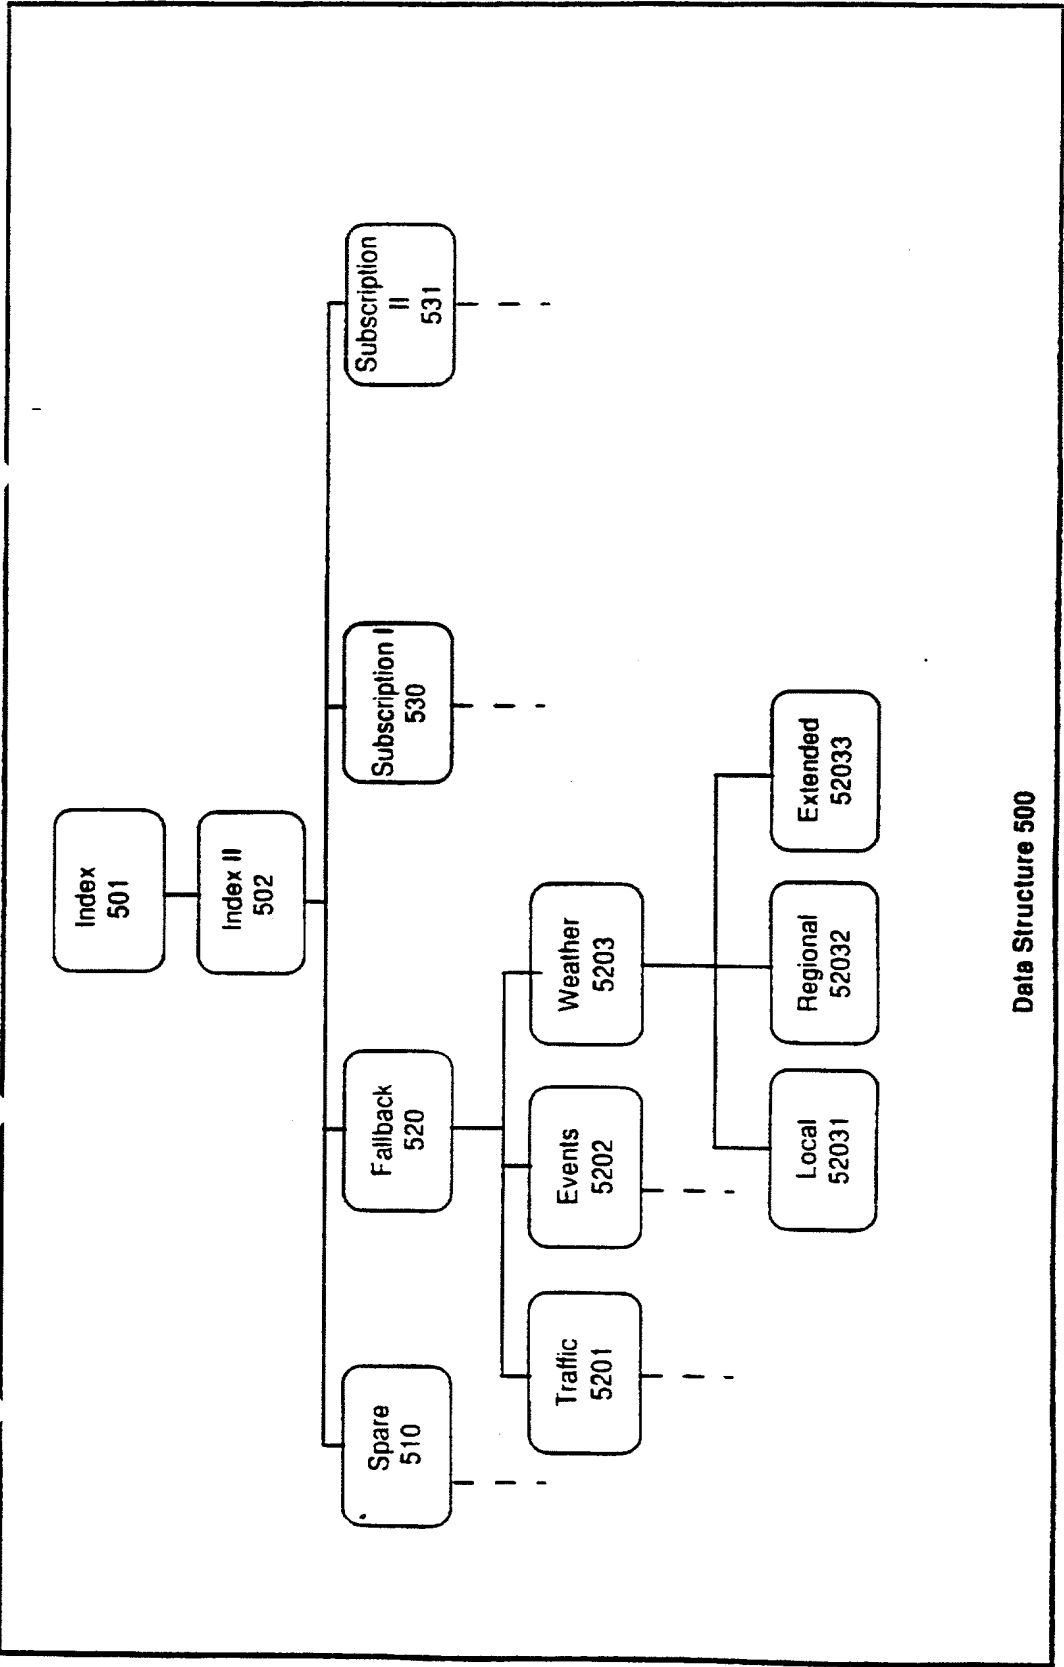 Index
501
Index II
502
Spare
510
Fallback
520
Subscription I
530
Subscription
II
531
Traffic
5201
Events
5202
Weather
5203
Local
52031
Regional
52032
Extended
52033
Data Structure 500